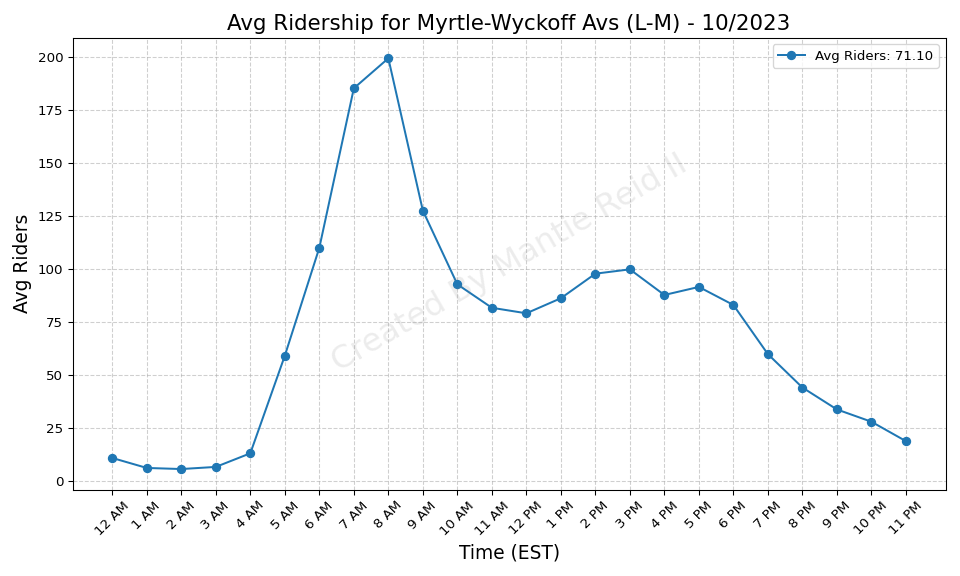 Avg Ridership for Myrtle-Wyckoff Avs (L-M) - 10/2023
Avg Riders: 71.10
Avg Riders
200
175
150
125
100
75
50
25
0
Created By Mantie Reid II
12 AM
1 AM
2 AM
3 AM
4 AM
5 AM
6 AM
7 AM
8 AM
9 AM
10 AM
11 AM
12 PM
1 PM
2 PM
3 PM
4 PM
5 PM
6 PM
7 PM
8 PM
9 PM
10 PM
11 PM
Time (EST)